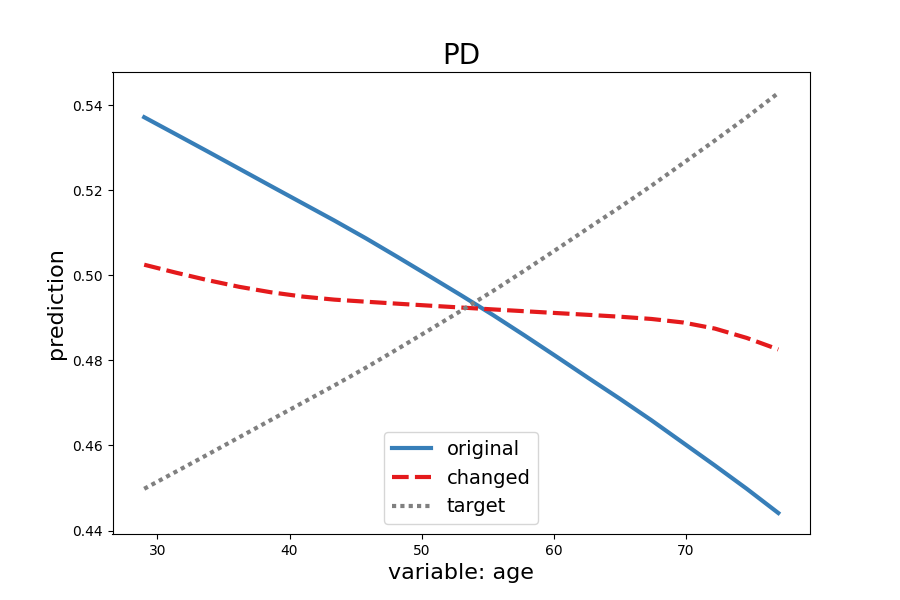 PD
prediction
0.54
0.52
0.50
0.48
0.46
0.44
original
changed
target
30 40 50 60 70
variable: age